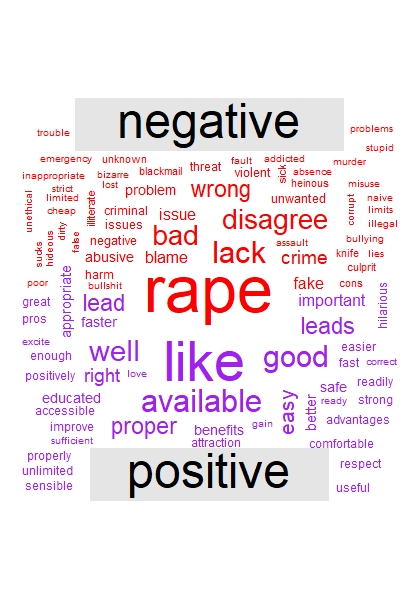 negative
trouble problems
stupid
emergency unknown fault addicted murder
inappropriate bizarre blackmail threat violent sick absence
strict lost problem wrong heinous misuse
unethical limited illiterate unwanted corrupt naive
cheap criminal issue disagree limits
issues illegal
sucks hideous dirty false negative bad lack assault bullying
abusive blame crime knife lies
culprit
poor harm rape fake cons
bullshit
great appropriate lead important hilarious
pros faster leads
excite well like good easier
enough fast correct
positively right love readily
educated available easy better safe strong
accessible ready
improve proper benefits gain advantages
sufficient attraction comfortable
properly positive respect
unlimited
sensible useful